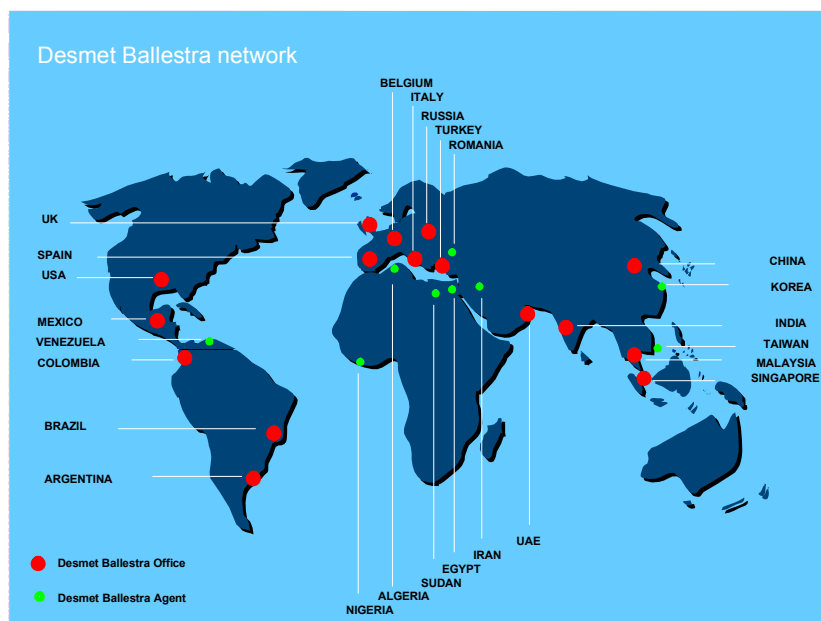 Desmet Ballestra network
BELGIUM
ITALY
RUSSIA
TURKEY
ROMANIA
UK
SPAIN
USA
MEXICO
VENEZUELA
COLOMBIA
BRAZIL
ARGENTINA
CHINA
KOREA
INDIA
TAIWAN
MALAYSIA
SINGAPORE
UAE
IRAN
EGYPT
SUDAN
ALGERIA
NIGERIA
Desmet Ballestra Office
Desmet Ballestra Agent